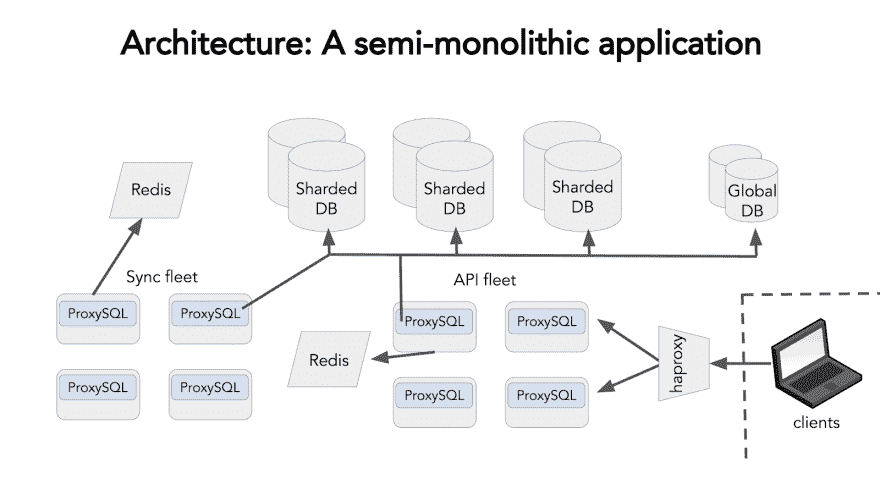 Architecture: A semi-monolithic application
Redis
Sharded
DB
Sharded
DB
Sharded
DB
Global
DB
Sync fleet
API fleet
ProxySQL
ProxySQL
ProxySQL
ProxySQL
Redis
haproxy
ProxySQL
ProxySQL
ProxySQL
ProxySQL
clients